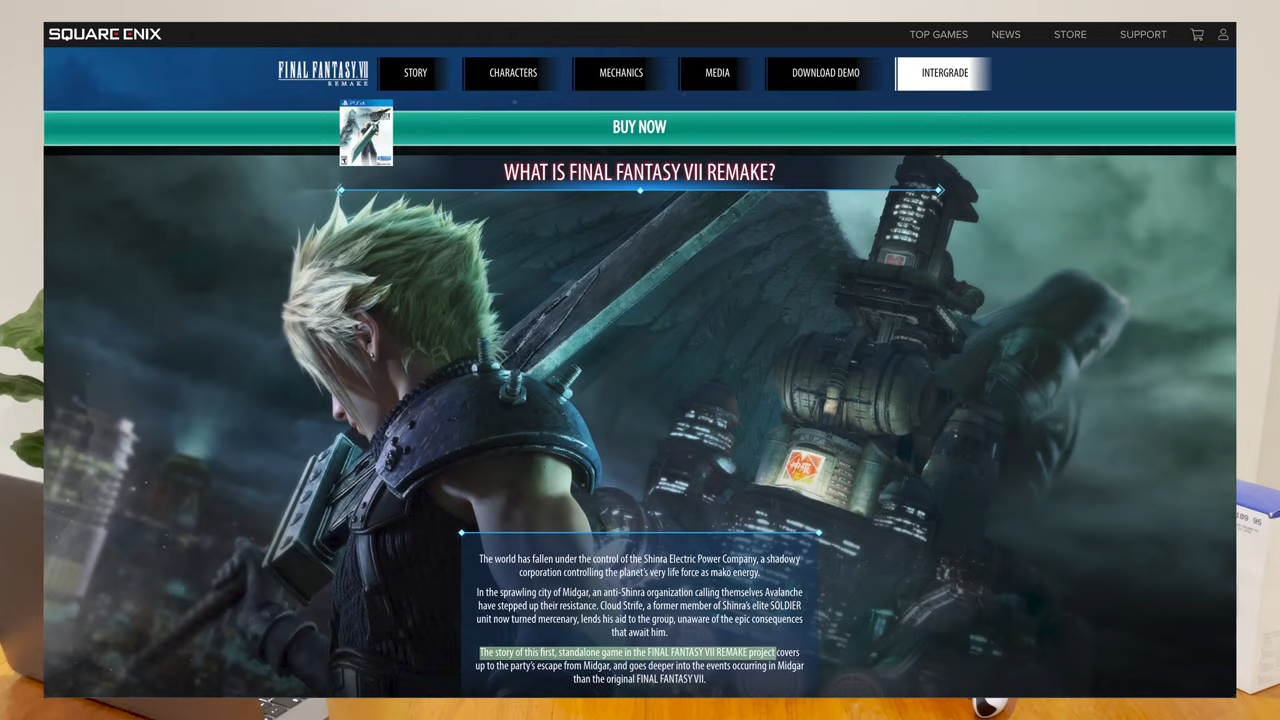 SQUARE ENIX
TOP GAMES NEWS STORE SUPPORT
FINAL FANTASY VII
REMAKE
STORY CHARACTERS MECHANICS MEDIA DOWNLOAD DEMO INTERGRADE
PS4
BUY NOW
WHAT IS FINAL FANTASY VII REMAKE?
神羅
The world has fallen under the control of the Shinra Electric Power Company, a shadowy
corporation controlling the planet's very life force as mako energy.
In the sprawling city of Midgar, an anti-Shinra organization calling themselves Avalanche
have stepped up their resistance. Cloud Strife, a former member of Shinra's elite SOLDIER
unit now turned mercenary, lends his aid to the group, unaware of the epic consequences
that await him.
The story of this first, standalone game in the FINAL FANTASY VII REMAKE project covers
up to the party's escape from Midgar, and goes deeper into the events occurring in Midgar
than the original FINAL FANTASY VII.